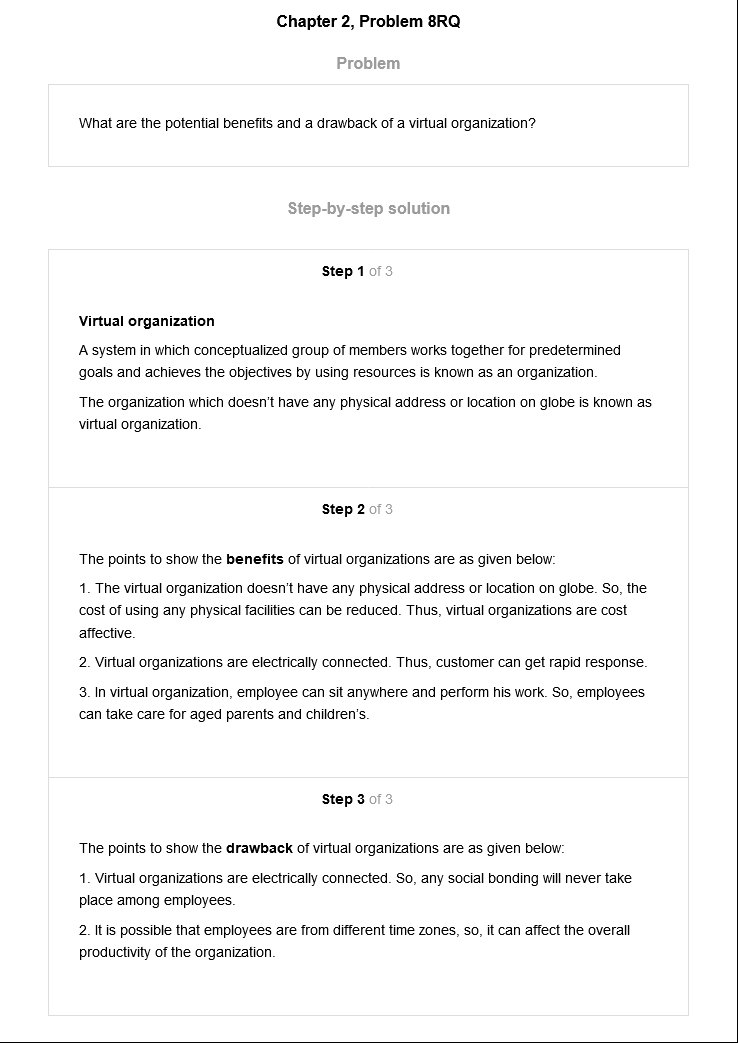 Chapter 2, Problem 8RQ
Problem
What are the potential benefits and a drawback of a virtual organization?
Step-by-step solution
Step 1 of 3
Virtual organization
A system in which conceptualized group of members works together for predetermined
goals and achieves the objectives by using resources is known as an organization.
The organization which doesn't have any physical address or location on globe is known as
virtual organization.
Step 2 of 3
The points to show the benefits of virtual organizations are as given below:
1. The virtual organization doesn't have any physical address or location on globe. So, the
cost of using any physical facilities can be reduced. Thus, virtual organizations are cost
affective.
2. Virtual organizations are electrically connected. Thus, customer can get rapid response.
3. In virtual organization, employee can sit anywhere and perform his work. So, employees
can take care for aged parents and children's.
Step 3 of 3
The points to show the drawback of virtual organizations are as given below:
1. Virtual organizations are electrically connected. So, any social bonding will never take
place among employees.
2. It is possible that employees are from different time zones, so, it can affect the overall
productivity of the organization.